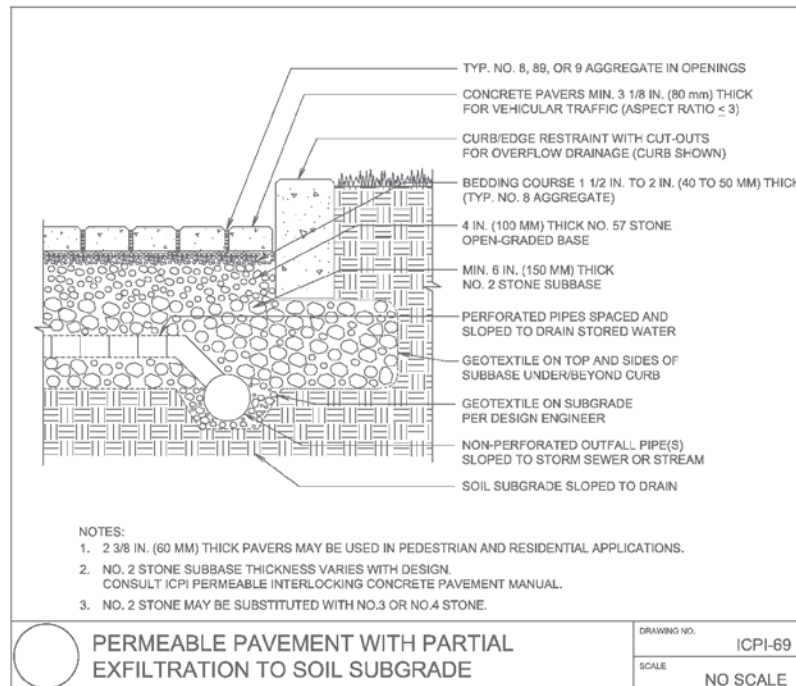 TYP. NO. 8, 89, OR 9 AGGREGATE IN OPENINGS
CONCRETE PAVERS MIN. 3 1/8 IN. (80 mm) THICK
FOR VEHICULAR TRAFFIC (ASPECT RATIO ≤ 3)
CURB/EDGE RESTRAINT WITH CUT-OUTS
FOR OVERFLOW DRAINAGE (CURB SHOWN)
BEDDING COURSE 1 1/2 IN. TO 2 IN. (40 TO 50 MM) THICK
(TYP. NO. 8 AGGREGATE)
4 IN. (100 MM) THICK NO. 57 STONE
OPEN-GRADED BASE
MIN. 6 IN. (150 MM) THICK
NO. 2 STONE SUBBASE
PERFORATED PIPES SPACED AND
SLOPED TO DRAIN STORED WATER
GEOTEXTILE ON TOP AND SIDES OF
SUBBASE UNDER/BEYOND CURB
GEOTEXTILE ON SUBGRADE
PER DESIGN ENGINEER
NON-PERFORATED OUTFALL PIPE(S)
SLOPED TO STORM SEWER OR STREAM
SOIL SUBGRADE SLOPED TO DRAIN
NOTES:
1. 2 3/8 IN. (60 MM) THICK PAVERS MAY BE USED IN PEDESTRIAN AND RESIDENTIAL APPLICATIONS.
2. NO. 2 STONE SUBBASE THICKNESS VARIES WITH DESIGN.
CONSULT ICPI PERMEABLE INTERLOCKING CONCRETE PAVEMENT MANUAL.
3. NO. 2 STONE MAY BE SUBSTITUTED WITH NO.3 OR NO.4 STONE.
PERMEABLE PAVEMENT WITH PARTIAL
EXFILTRATION TO SOIL SUBGRADE
DRAWING NO.
ICPI-69
SCALE
NO SCALE